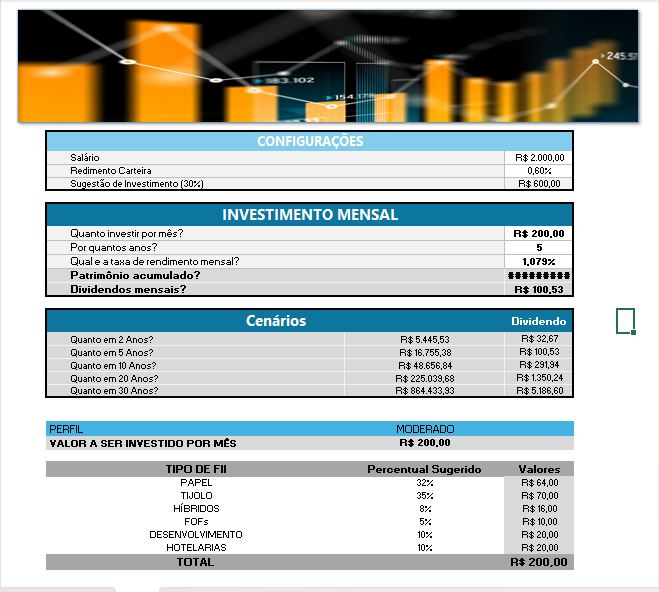 383.102
245.5
CONFIGURAÇÕES
Salário R$ 2.000,00
Redimento Carteira 0,60%
Sugestão de Investimento (30%) R$ 600,00
INVESTIMENTO MENSAL
Quanto investir por mês? R$ 200,00
Por quantos anos? 5
Qual e a taxa de rendimento mensal? 1,079%
Patrimônio acumulado? #########
Dividendos mensais? R$ 100,53
Cenários Dividendo
Quanto em 2 Anos? R$ 5.445,53 R$ 32,67
Quanto em 5 Anos? R$ 16.755,38 R$ 100,53
Quanto em 10 Anos? R$ 48.656,84 R$ 291,94
Quanto em 20 Anos? R$ 225.039,68 R$ 1.350,24
Quanto em 30 Anos? R$ 864.433,93 R$ 5.186,60
PERFIL MODERADO
VALOR A SER INVESTIDO POR MÊS R$ 200,00
TIPO DE FII Percentual Sugerido Valores
PAPEL 32% R$ 64,00
TIJOLO 35% R$ 70,00
HÍBRIDOS 8% R$ 16,00
FOFs 5% R$ 10,00
DESENVOLVIMENTO 10% R$ 20,00
HOTELARIAS 10% R$ 20,00
TOTAL R$ 200,00